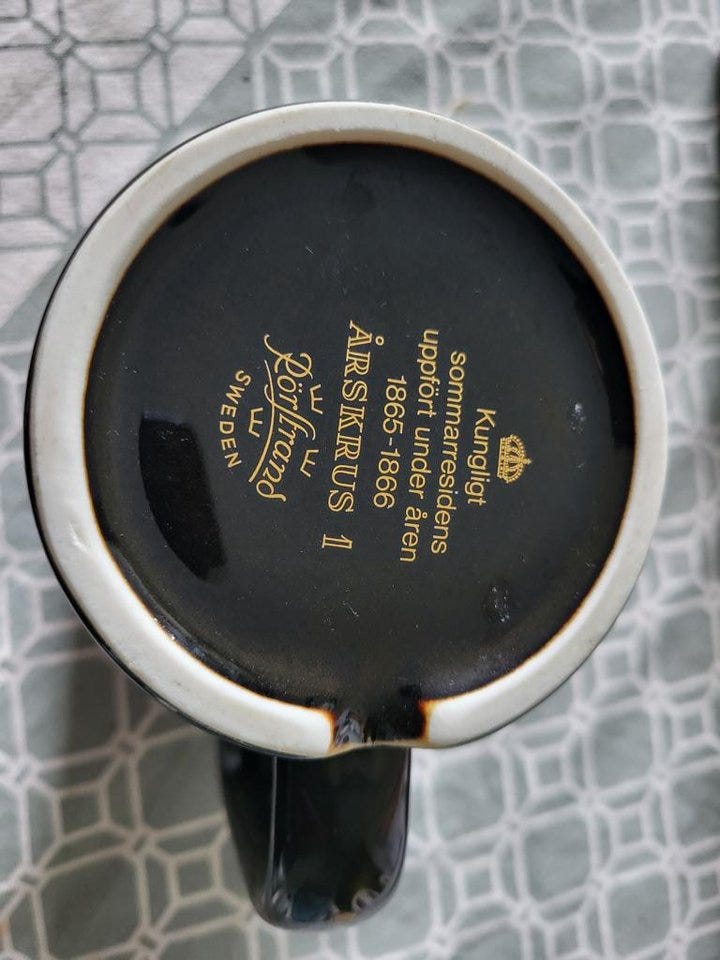 Kungligt
sommarresidens
uppfört under åren
1865-1866
ÅRSKRUS 1
Rörstrand
SWEDEN